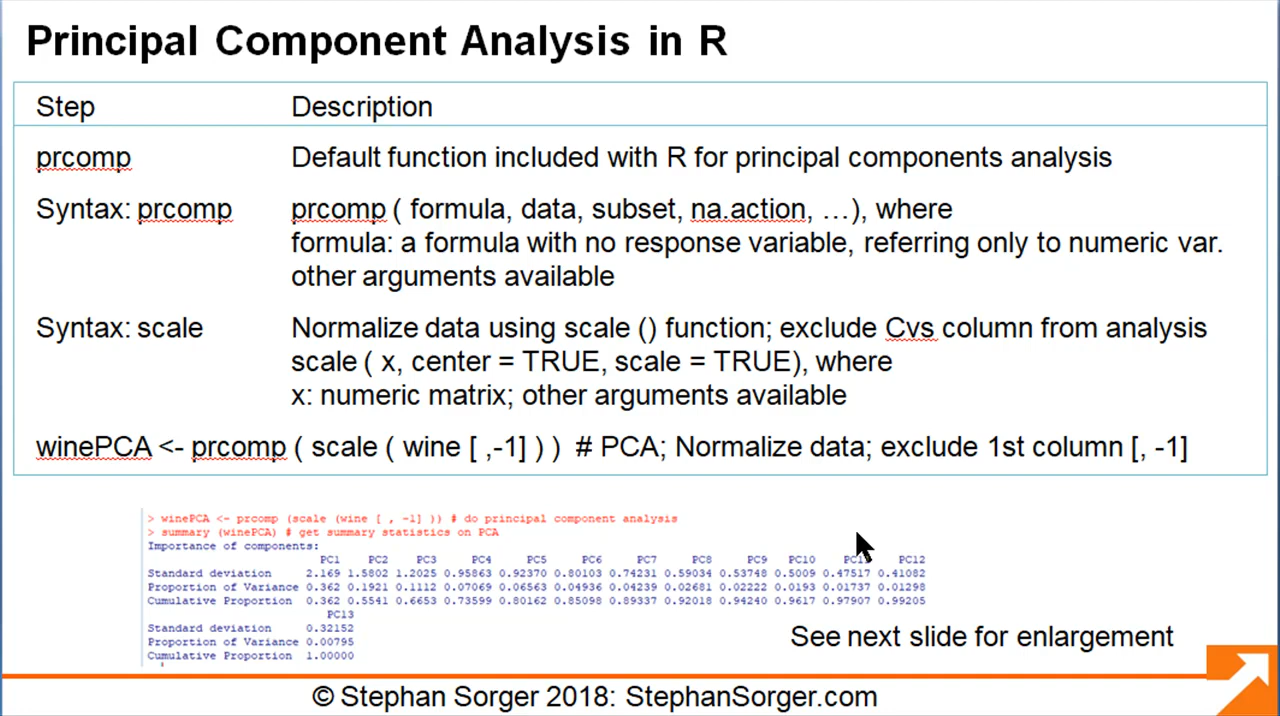 Principal Component Analysis in R
Step Description
prcomp Default function included with R for principal components analysis
Syntax: prcomp prcomp ( formula, data, subset, na.action, …), where
formula: a formula with no response variable, referring only to numeric var.
other arguments available
Syntax: scale Normalize data using scale () function; exclude Cvs column from analysis
scale ( x, center = TRUE, scale = TRUE), where
x: numeric matrix; other arguments available
winePCA <- prcomp ( scale ( wine [ ,-1] ) ) # PCA; Normalize data; exclude 1st column [, -1]
> winePCA <- prcomp (scale (wine [ , -1] )) # do principal component analysis
> summary (winePCA) # get summary statistics on PCA
Importance of components:
PC1 PC2 PC3 PC4 PC5 PC6 PC7 PC8 PC9 PC10 PC11 PC12
Standard deviation 2.169 1.5802 1.2025 0.95863 0.92370 0.80103 0.74231 0.59034 0.53748 0.5009 0.47517 0.41082
Proportion of Variance 0.362 0.1921 0.1112 0.07069 0.06563 0.04936 0.04239 0.02681 0.02222 0.0193 0.01737 0.01298
Cumulative Proportion 0.362 0.5541 0.6653 0.73599 0.80162 0.85098 0.89337 0.92018 0.94240 0.9617 0.97907 0.99205
PC13
Standard deviation 0.32152
Proportion of Variance 0.00795
Cumulative Proportion 1.00000
See next slide for enlargement
© Stephan Sorger 2018: StephanSorger.com